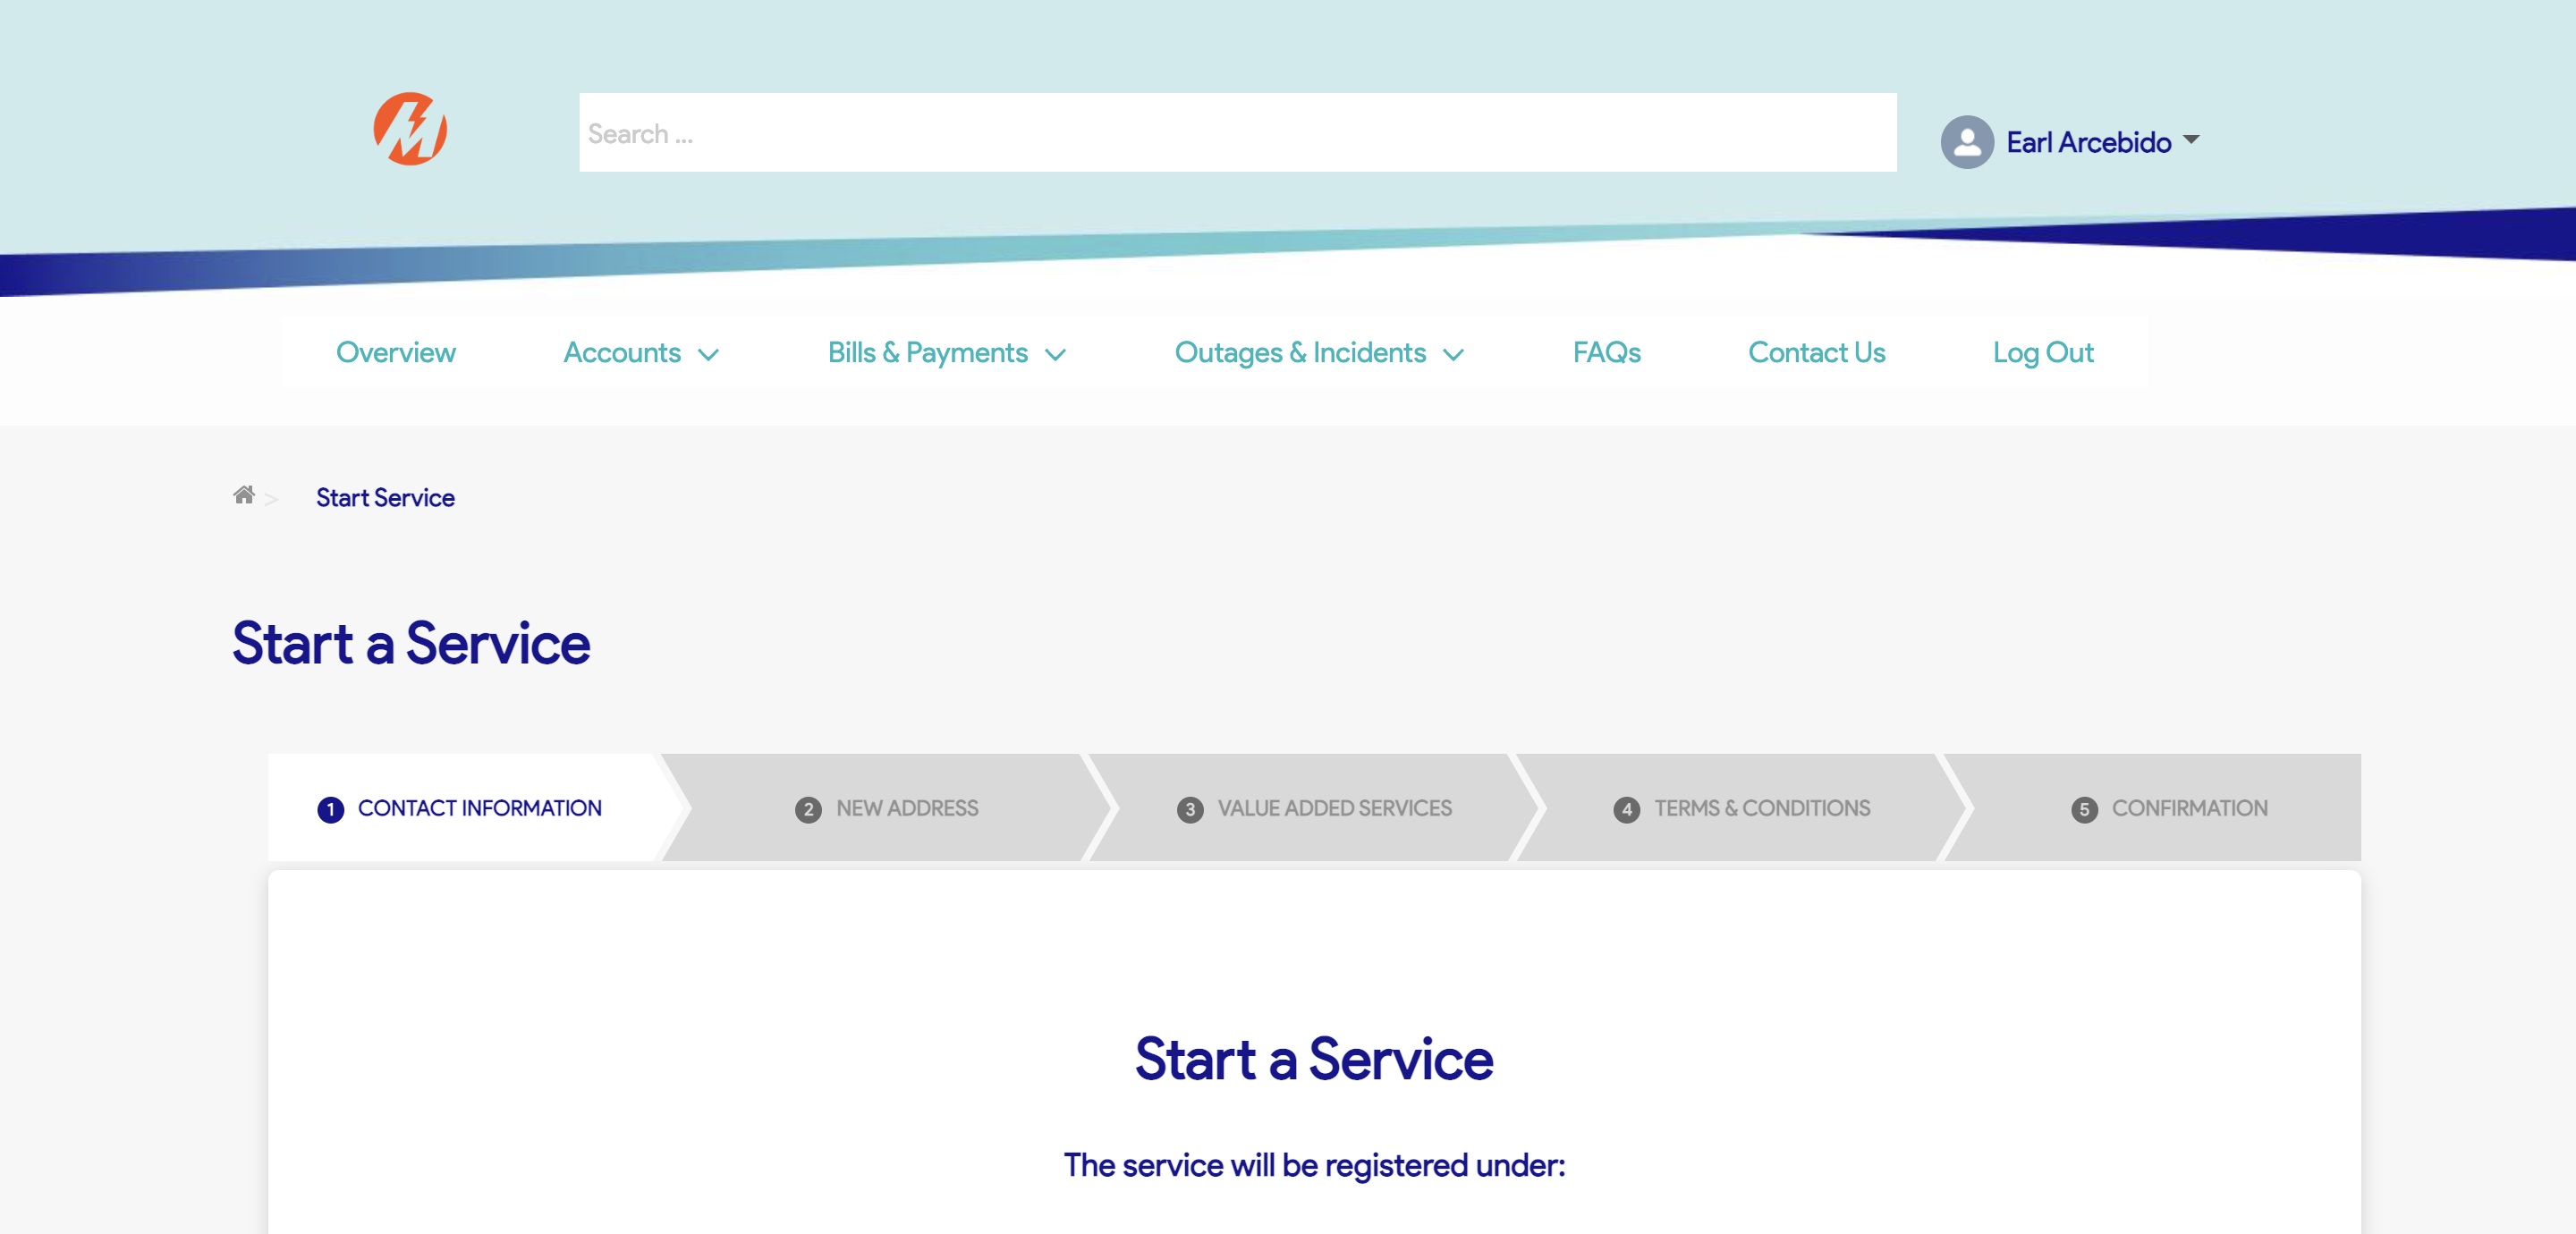 Search ...
Earl Arcebido
Overview Accounts Bills & Payments Outages & Incidents FAQs Contact Us Log Out
> Start Service
Start a Service
1 CONTACT INFORMATION 2 NEW ADDRESS 3 VALUE ADDED SERVICES 4 TERMS & CONDITIONS 5 CONFIRMATION
Start a Service
The service will be registered under: